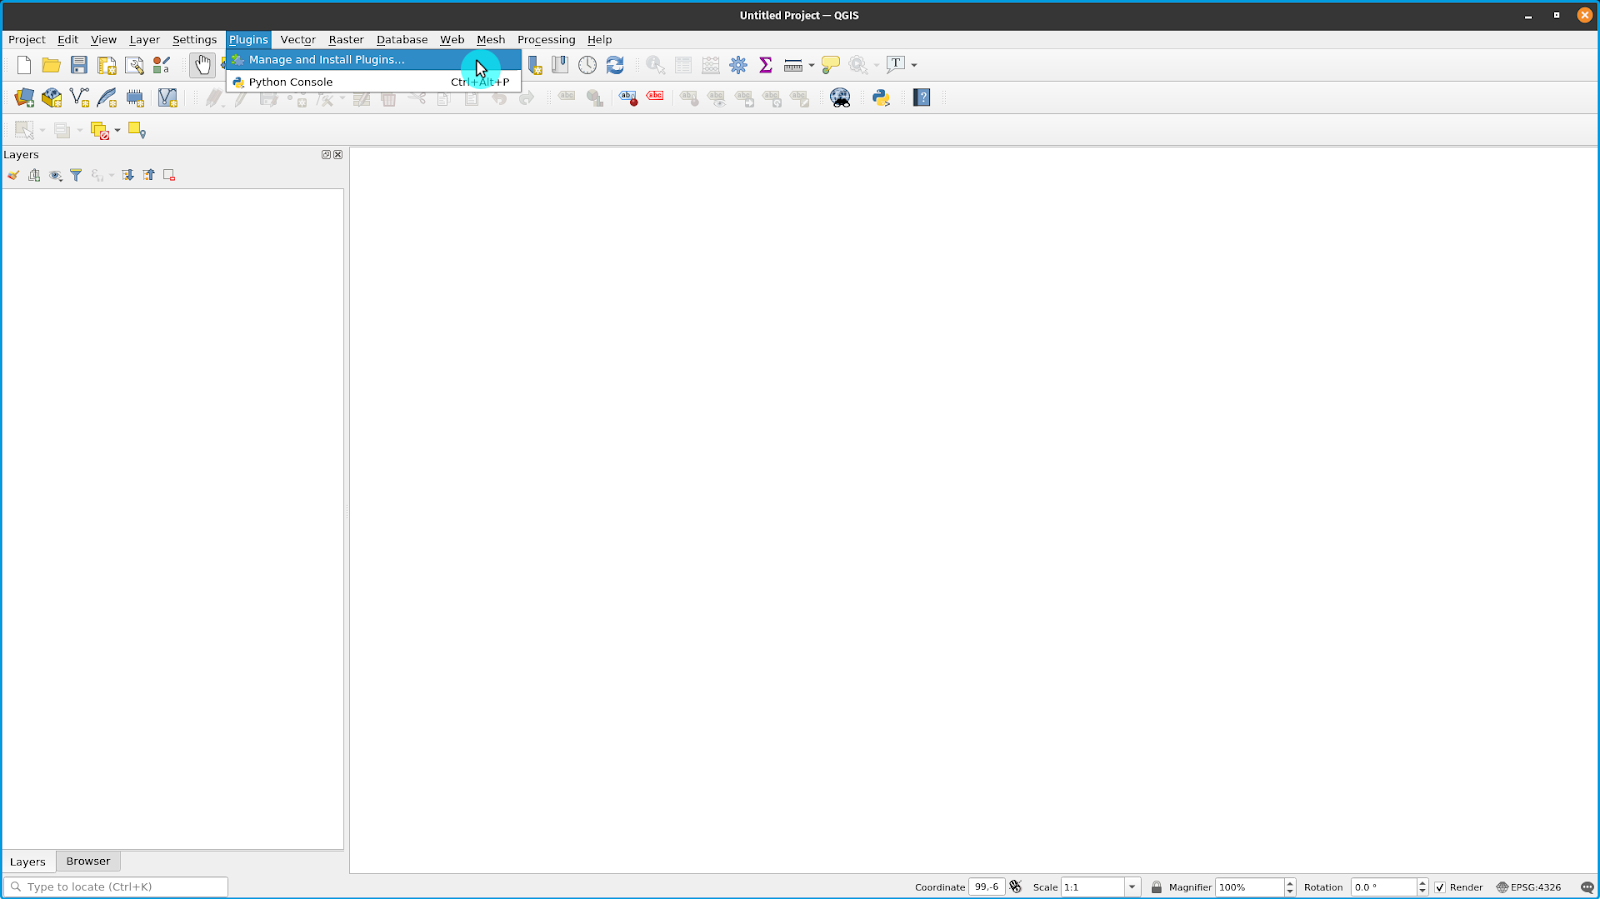 Untitled Project — QGIS
Project Edit View Layer Settings Plugins Vector Raster Database Web Mesh Processing Help
Manage and Install Plugins...
Python Console Ctrl+Alt+P
Layers
Layers Browser
Type to locate (Ctrl+K) Coordinate 99,-6 Scale 1:1 Magnifier 100% Rotation 0.0 ° Render EPSG:4326